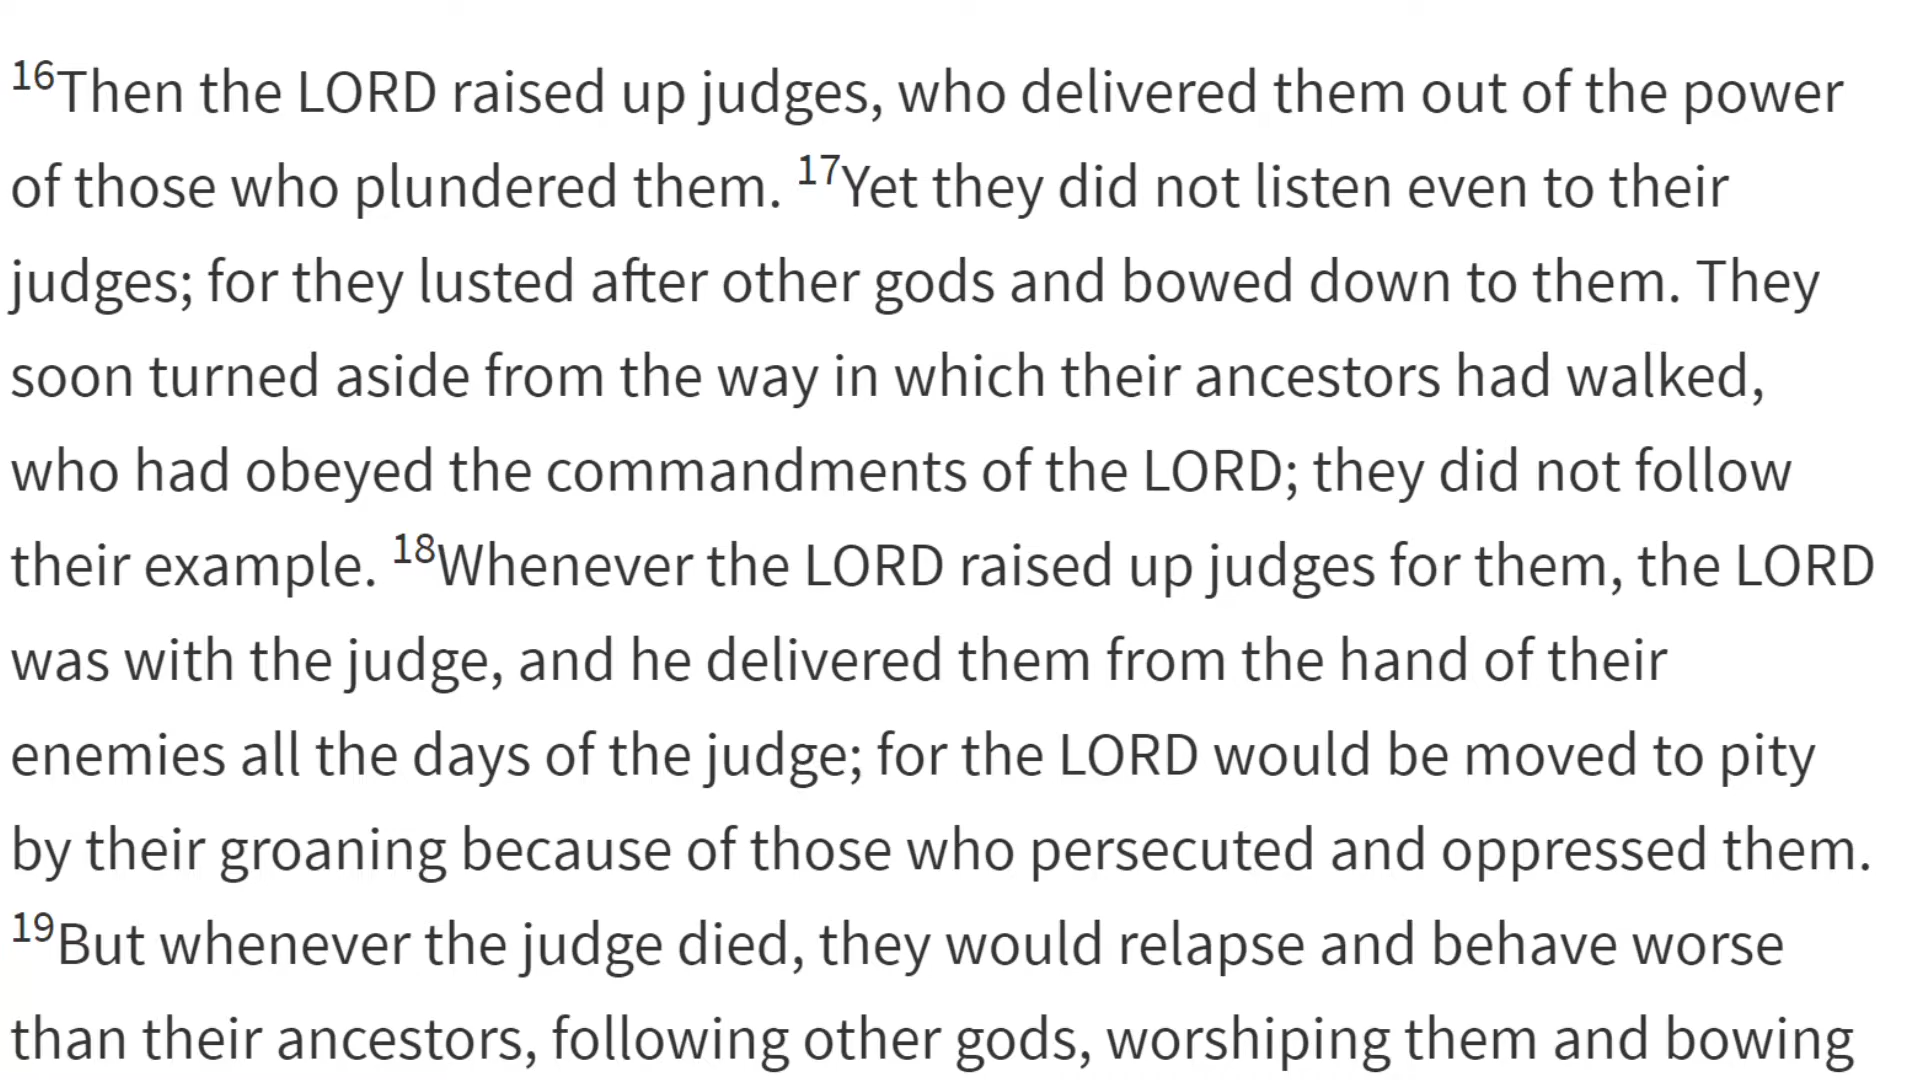 16Then the LORD raised up judges, who delivered them out of the power
of those who plundered them. 17Yet they did not listen even to their
judges; for they lusted after other gods and bowed down to them. They
soon turned aside from the way in which their ancestors had walked,
who had obeyed the commandments of the LORD; they did not follow
their example. 18Whenever the LORD raised up judges for them, the LORD
was with the judge, and he delivered them from the hand of their
enemies all the days of the judge; for the LORD would be moved to pity
by their groaning because of those who persecuted and oppressed them.
19But whenever the judge died, they would relapse and behave worse
than their ancestors, following other gods, worshiping them and bowing